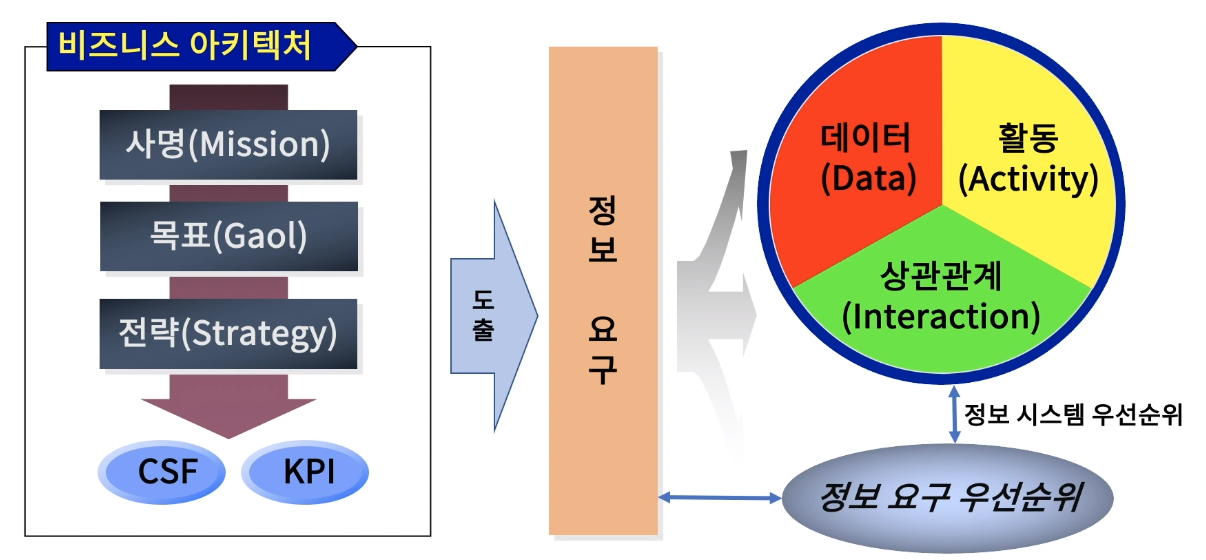 비즈니스 아키텍처
사명(Mission)
목표(Gaol)
전략(Strategy)
CSF
KPI
도
출
정
보
요
구
데이터
(Data)
활동
(Activity)
상관관계
(Interaction)
정보 시스템 우선순위
정보 요구 우선순위